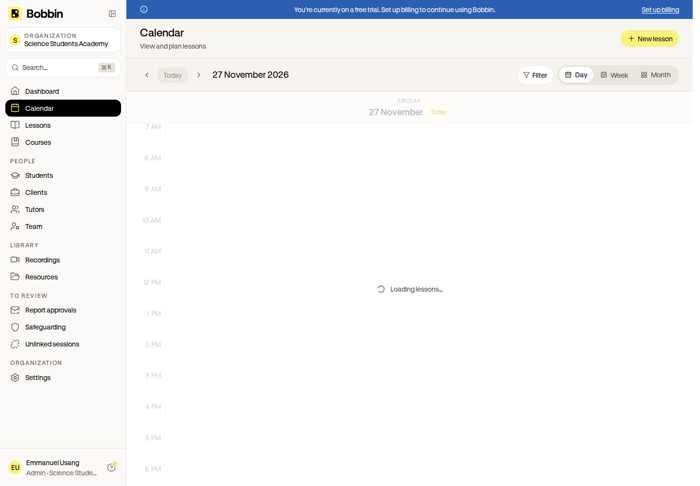 Bobbin
You're currently on a free trial. Set up billing to continue using Bobbin.
Set up billing
S
ORGANIZATION
Science Students Academy
Search...
⌘ K
Dashboard
Calendar
Lessons
Courses
PEOPLE
Students
Clients
Tutors
Team
LIBRARY
Recordings
Resources
TO REVIEW
Report approvals
Safeguarding
Unlinked sessions
ORGANIZATION
Settings
EU
Emmanuel Usang
Admin · Science Stude...
Calendar
View and plan lessons
New lesson
Today
27 November 2026
Filter
Day
Week
Month
FRIDAY
27 November
Today
7 AM
8 AM
9 AM
10 AM
11 AM
12 PM
1 PM
2 PM
3 PM
4 PM
5 PM
6 PM
Loading lessons...